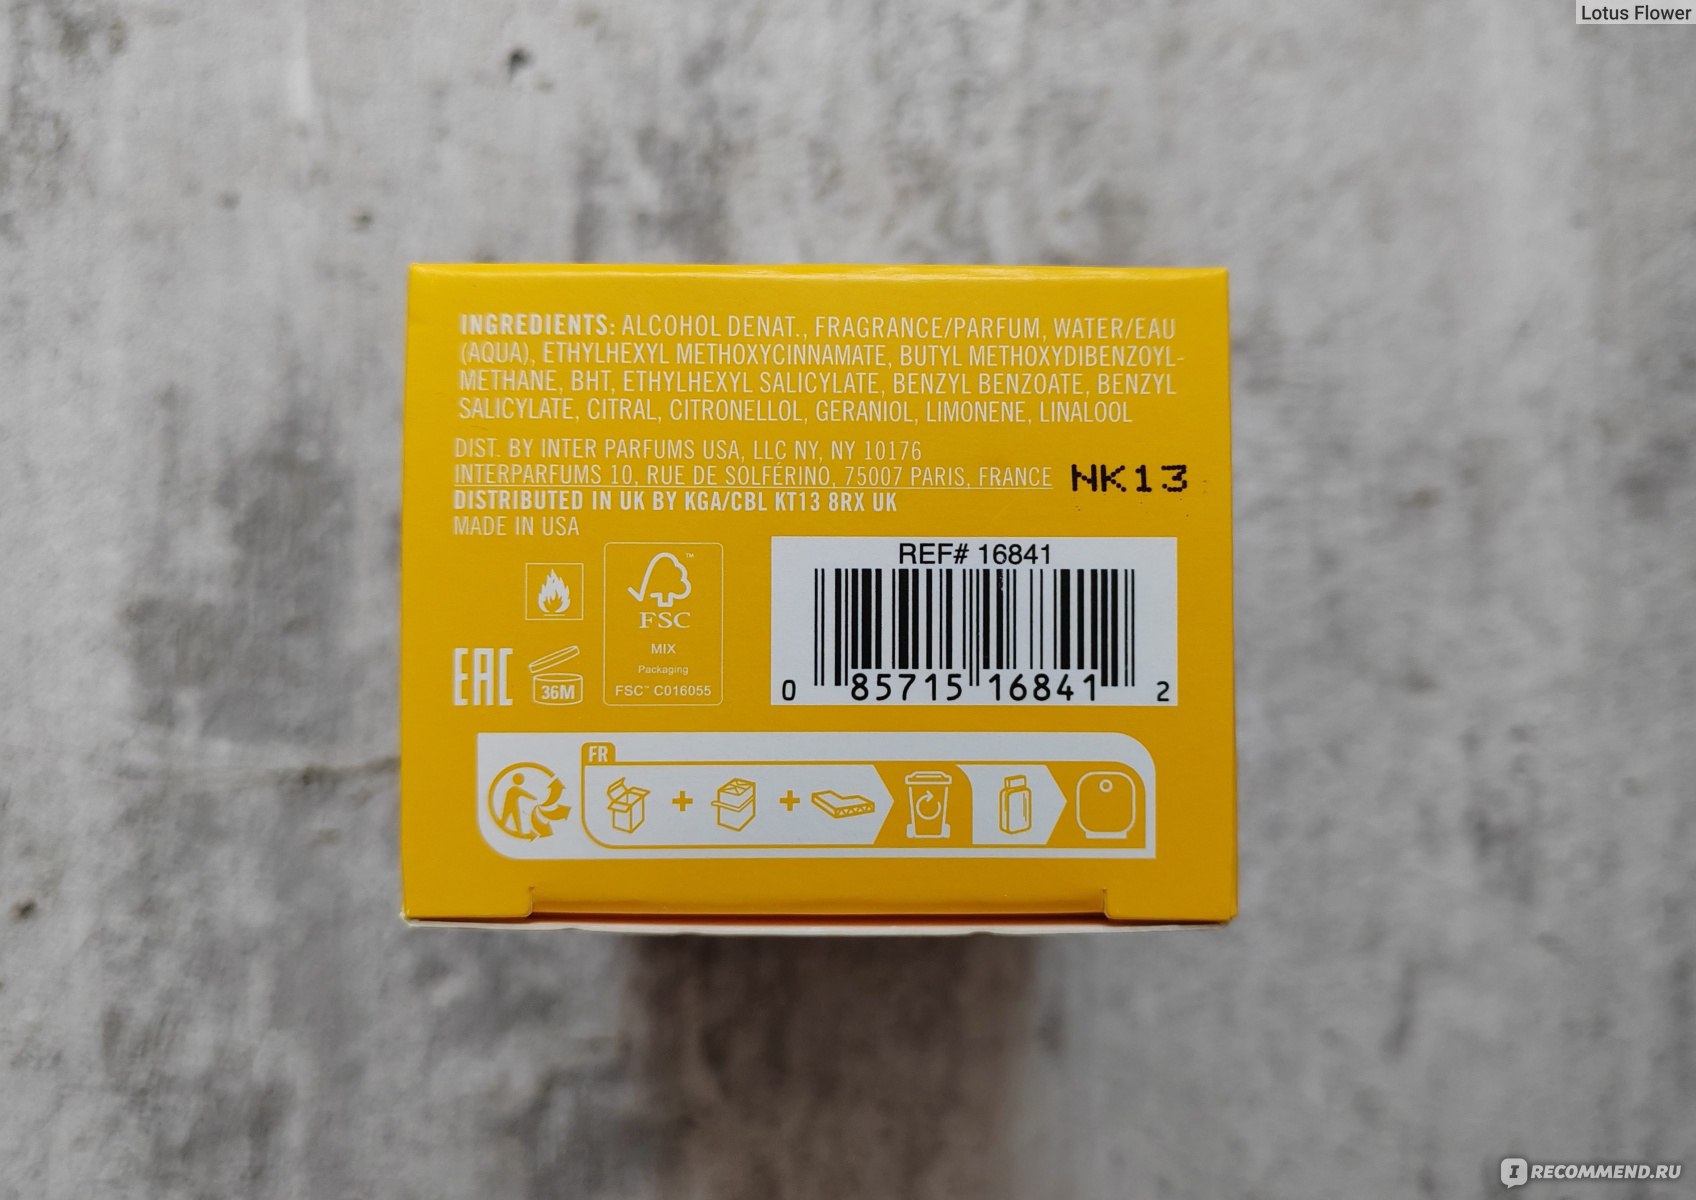 Lotus Flower
INGREDIENTS: ALCOHOL DENAT., FRAGRANCE/PARFUM, WATER/EAU
(AQUA), ETHYLHEXYL METHOXYCINNAMATE, BUTYL METHOXYDIBENZOYL-
METHANE, BHT, ETHYLHEXYL SALICYLATE, BENZYL BENZOATE, BENZYL
SALICYLATE, CITRAL, CITRONELLOL, GERANIOL, LIMONENE, LINALOOL
DIST. BY INTER PARFUMS USA, LLC NY, NY 10176
INTERPARFUMS 10, RUE DE SOLFÉRINO, 75007 PARIS, FRANCE
NK13
DISTRIBUTED IN UK BY KGA/CBL KT13 8RX UK
MADE IN USA
REF# 16841
FSC
MIX
Packaging
FSC™ C016055
EAC
36M
0 85715 16841 2
FR
IRECOMMEND.RU